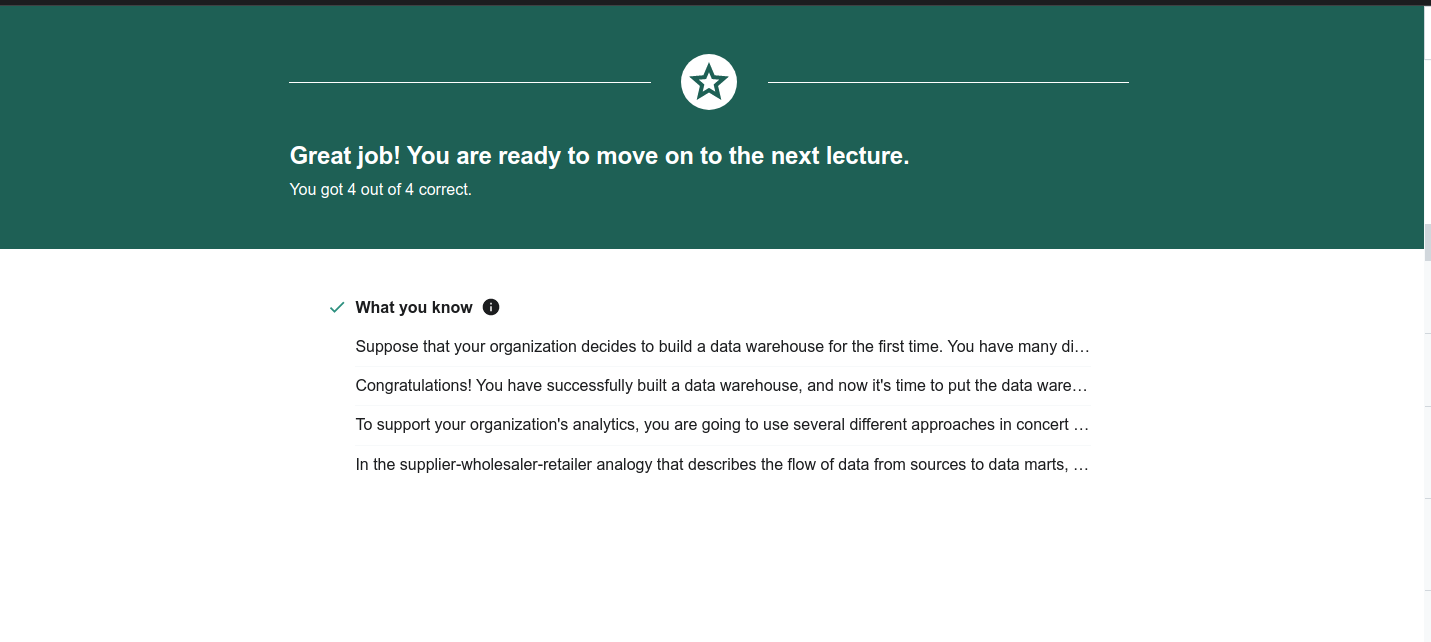 Great job! You are ready to move on to the next lecture.
You got 4 out of 4 correct.
What you know
Suppose that your organization decides to build a data warehouse for the first time. You have many di…
Congratulations! You have successfully built a data warehouse, and now it's time to put the data ware…
To support your organization's analytics, you are going to use several different approaches in concert …
In the supplier-wholesaler-retailer analogy that describes the flow of data from sources to data marts, …